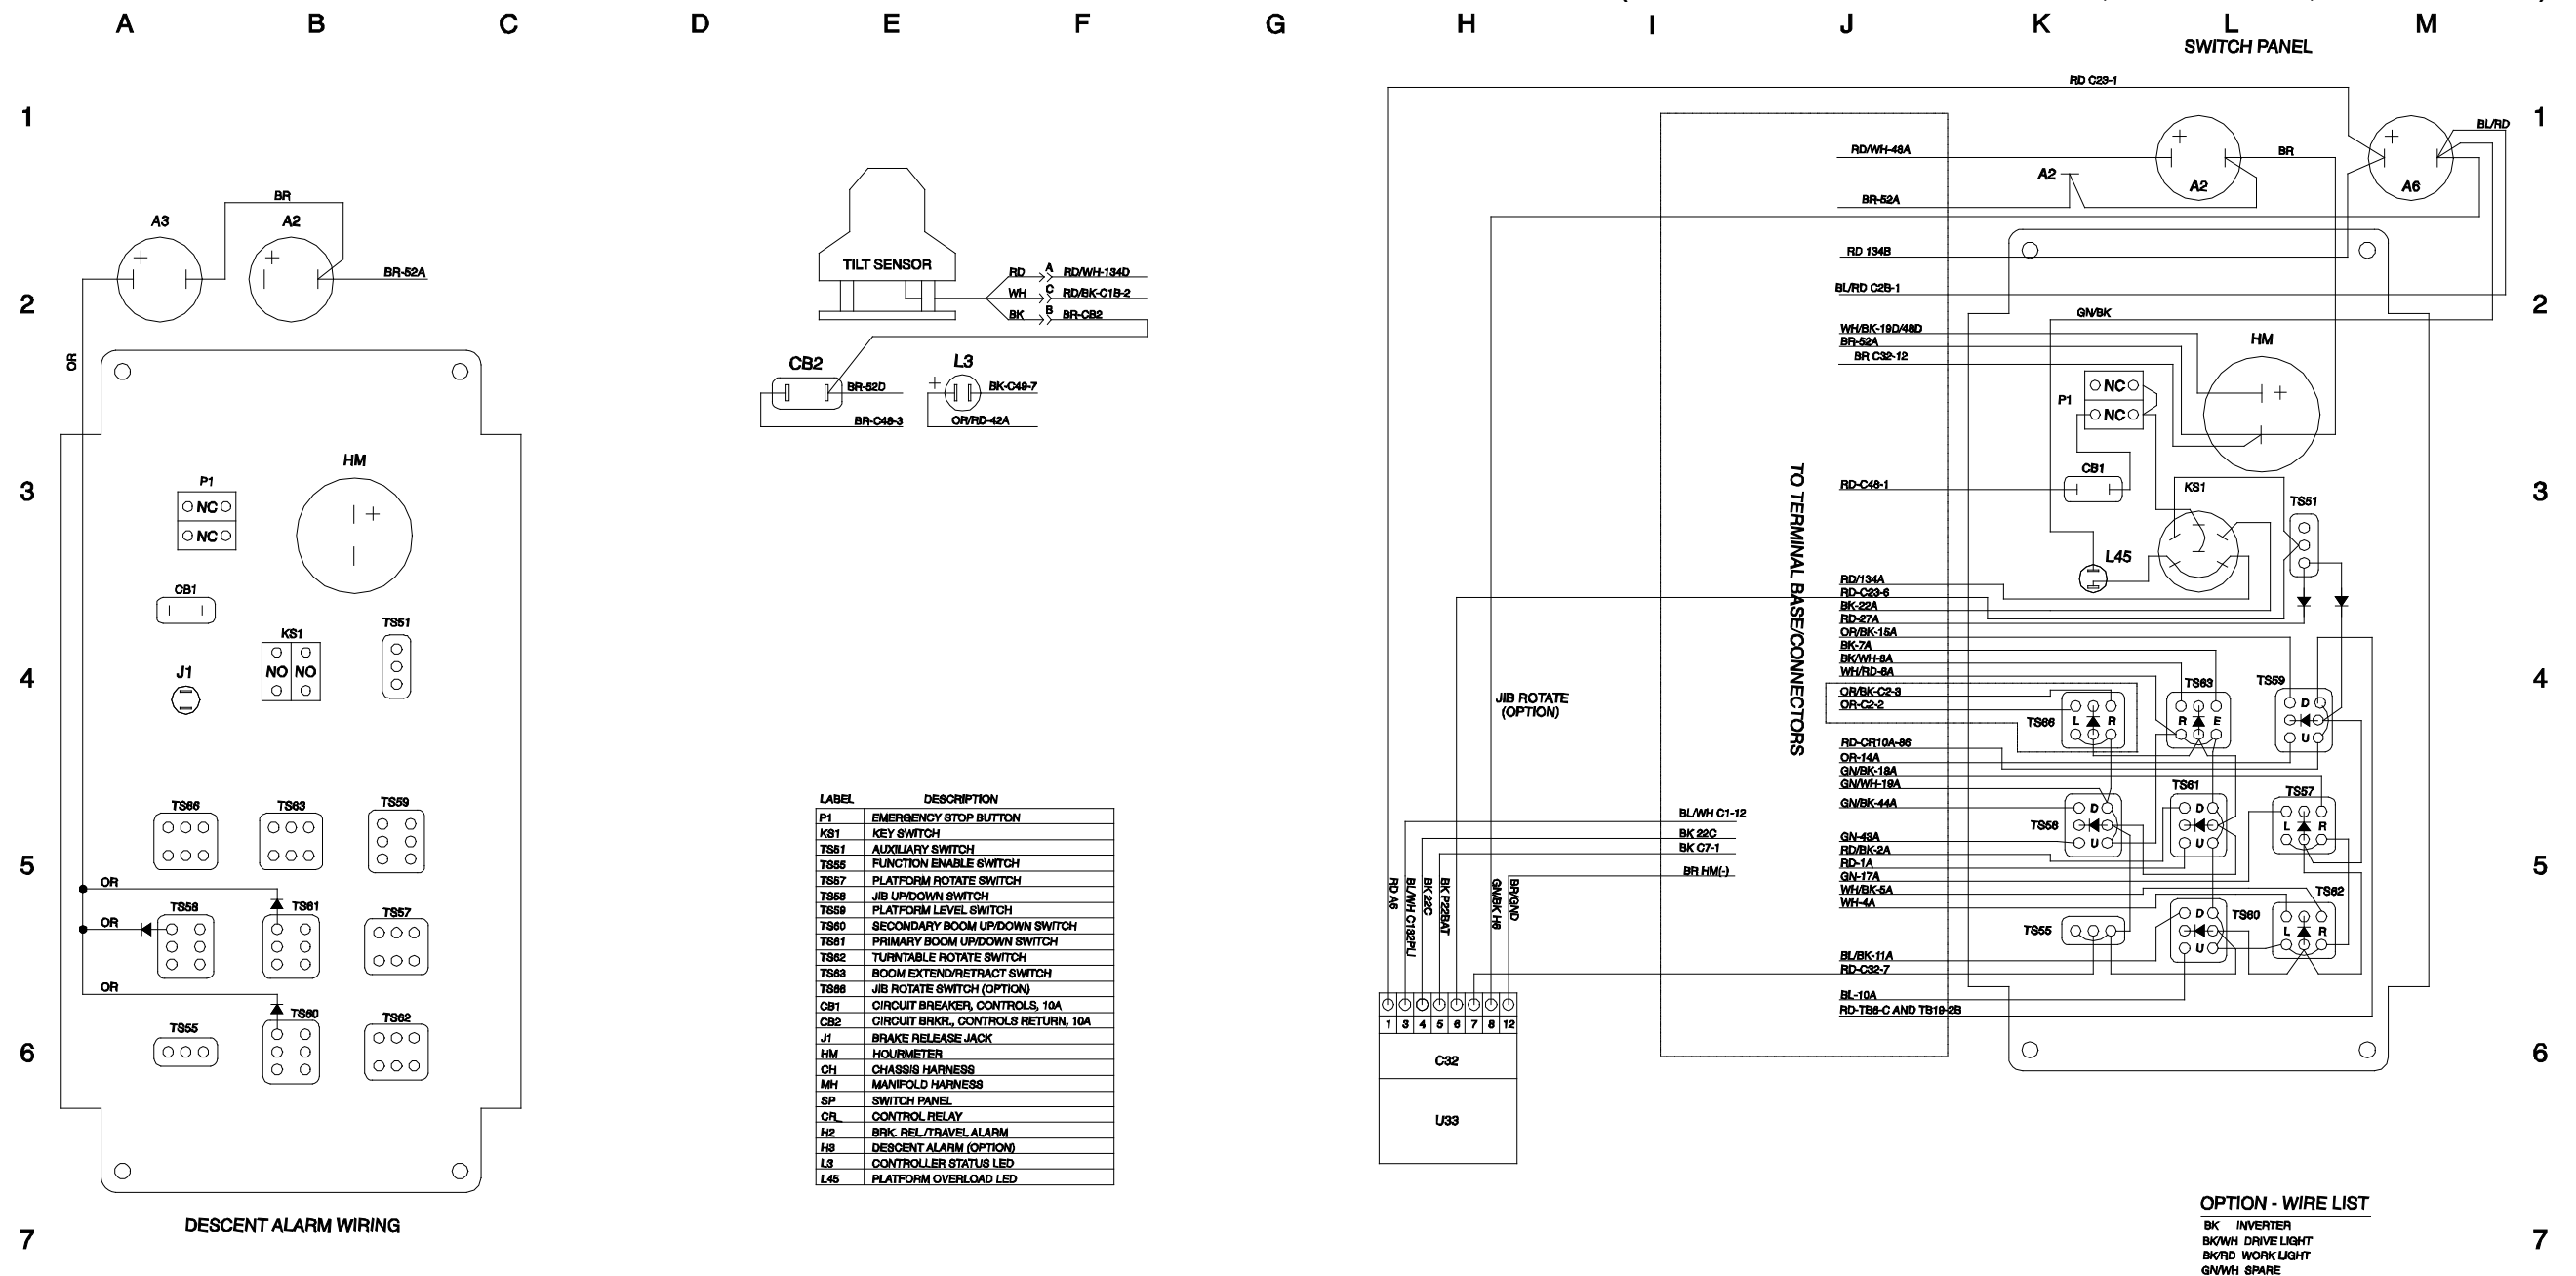 A B C D E F G H I J K L M
SWITCH PANEL
1
2
3
4
5
6
7
1
2
3
4
5
6
7
BR
A3
A2
BR-52A
OR
HM
P1
NC
NC
CB1
KS1
NO NO
TS51
J1
TS66
TS63
TS59
OR
TS58
TS61
OR
TS57
OR
TS55
TS60
TS62
DESCENT ALARM WIRING
TILT SENSOR
RD A RD/WH-134D
WH C RD/BK-C1B-2
BK B BR-CB2
CB2
BR-52D
BR-C48-3
L3
BK-C49-7
OR/RD-42A
LABEL DESCRIPTION
P1 EMERGENCY STOP BUTTON
KS1 KEY SWITCH
TS51 AUXILIARY SWITCH
TS55 FUNCTION ENABLE SWITCH
TS57 PLATFORM ROTATE SWITCH
TS58 JIB UP/DOWN SWITCH
TS59 PLATFORM LEVEL SWITCH
TS60 SECONDARY BOOM UP/DOWN SWITCH
TS61 PRIMARY BOOM UP/DOWN SWITCH
TS62 TURNTABLE ROTATE SWITCH
TS63 BOOM EXTEND/RETRACT SWITCH
TS66 JIB ROTATE SWITCH (OPTION)
CB1 CIRCUIT BREAKER, CONTROLS, 10A
CB2 CIRCUIT BRKR., CONTROLS RETURN, 10A
J1 BRAKE RELEASE JACK
HM HOURMETER
CH CHASSIS HARNESS
MH MANIFOLD HARNESS
SP SWITCH PANEL
CR_ CONTROL RELAY
H2 BRK. REL./TRAVEL ALARM
H3 DESCENT ALARM (OPTION)
L3 CONTROLLER STATUS LED
L45 PLATFORM OVERLOAD LED
RD C23-1
BL/RD
RD/WH-48A
BR
A2
A2
A6
BR-52A
RD 134B
BL/RD C2B-1
GN/BK
WH/BK-19D/48D
BR-52A
BR C32-12
HM
P1
NC
NC
CB1
RD-C48-1
KS1
TS51
L45
TO TERMINAL BASE/CONNECTORS
RD/134A
RD-C23-6
BK-22A
RD-27A
OR/BK-15A
BK-7A
BK/WH-8A
WH/RD-6A
OR/BK-C2-3
OR-C2-2
JIB ROTATE
(OPTION)
TS66
L R
TS63
R E
TS59
D
U
RD-CR10A-86
OR-14A
GN/BK-18A
GN/WH-19A
GN/BK-44A
GN-43A
RD/BK-2A
RD-1A
GN-17A
WH/BK-5A
WH-4A
TS58
D
U
TS61
D
U
TS57
L R
TS55
TS60
D
U
TS62
L R
BL/BK-11A
RD-C32-7
BL-10A
RD-TB6-C AND TB19-2B
BL/WH C1-12
BK 22C
BK C7-1
BR HM(-)
RD A6
BL/WH C132PLI
BK 22C
BK P22BAT
GN/BK H6
BR/GND
1 3 4 5 6 7 8 12
C32
U33
OPTION - WIRE LIST
BK INVERTER
BK/WH DRIVE LIGHT
BK/RD WORK LIGHT
GN/WH SPARE